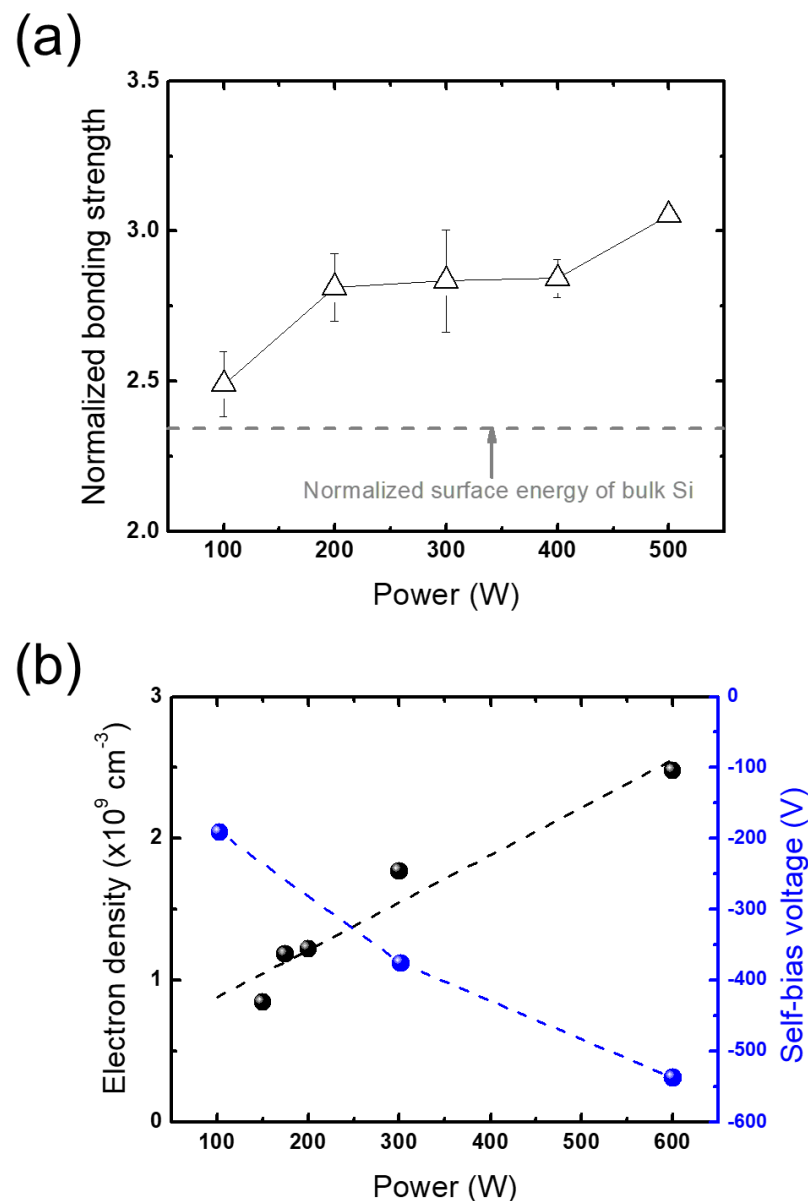 (a)
Normalized bonding strength
3.5
3.0
2.5
2.0
Normalized surface energy of bulk Si
100 200 300 400 500
Power (W)
(b)
Electron density (x10⁹ cm⁻³)
3
2
1
0
0
-100
-200
-300
-400
-500
-600
Self-bias voltage (V)
100 200 300 400 500 600
Power (W)